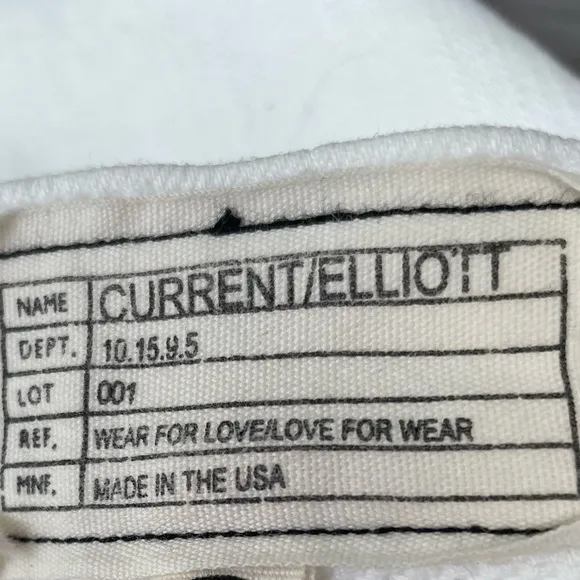 NAME CURRENT/ELLIOTT
DEPT. 10.15.9.5
LOT 001
REF. WEAR FOR LOVE/LOVE FOR WEAR
MNF. MADE IN THE USA